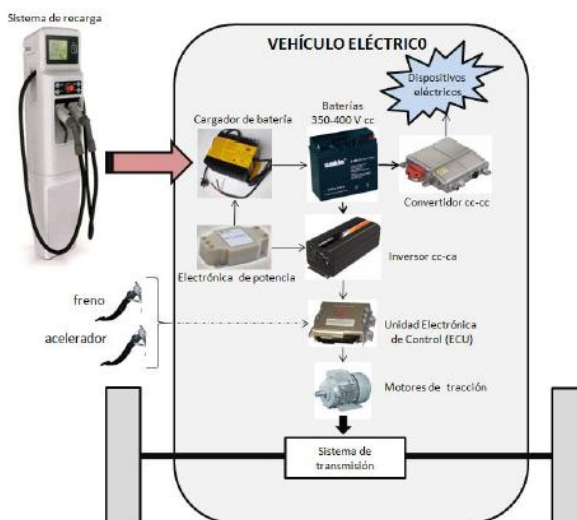 Sistema de recarga
VEHÍCULO ELÉCTRICO
Dispositivos
eléctricos
Cargador de batería
Baterías
350-400 V cc
Convertidor cc-cc
Electrónica de potencia
Inversor cc-ca
freno
acelerador
Unidad Electrónica
de Control (ECU)
Motores de tracción
Sistema de
transmisión